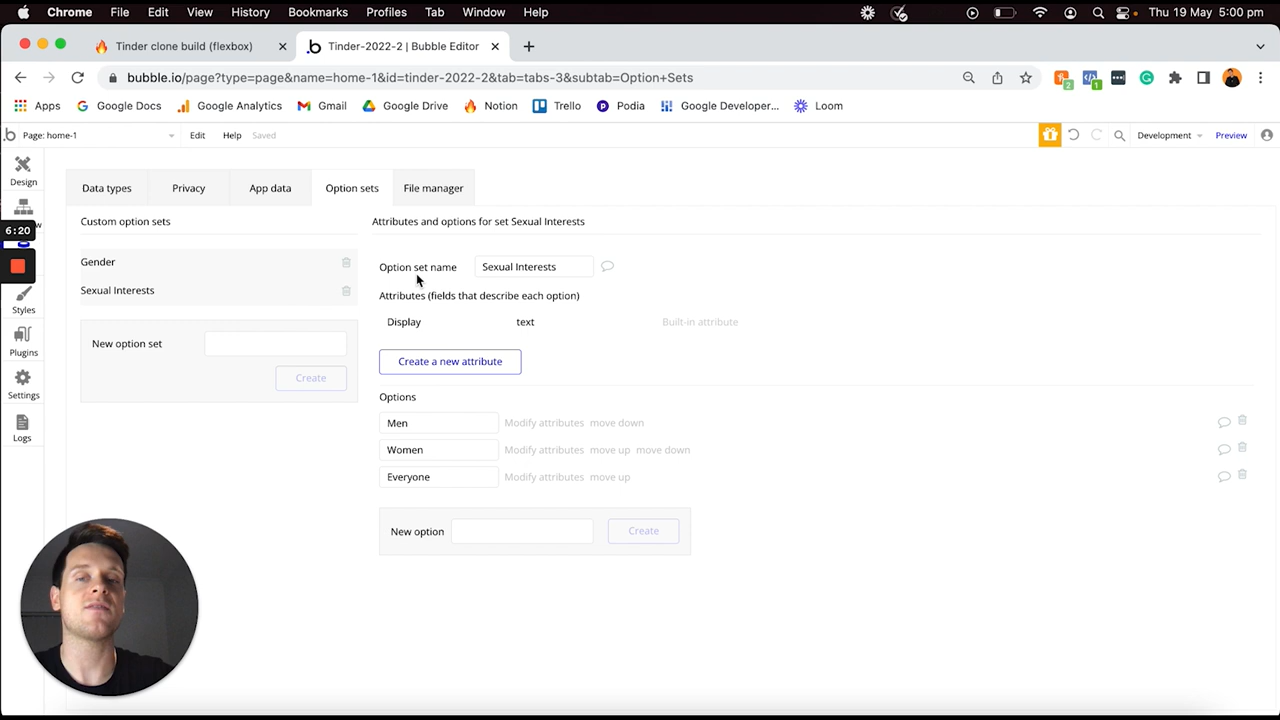 Chrome File Edit View History Bookmarks Profiles Tab Window Help Thu 19 May 5:00 pm
Tinder clone build (flexbox) Tinder-2022-2 | Bubble Editor
bubble.io/page?type=page&name=home-1&id=tinder-2022-2&tab=tabs-3&subtab=Option+Sets 2 1
Apps Google Docs Google Analytics Gmail Google Drive Notion Trello Podia Google Developer... Loom
Page: home-1 Edit Help Saved Development Preview
Design
Data types Privacy App data Option sets File manager
Custom option sets
Attributes and options for set Sexual Interests
6:20
Gender
Option set name Sexual Interests
Sexual Interests
Attributes (fields that describe each option)
Styles
Display text Built-in attribute
New option set
Plugins
Create a new attribute
Create
Settings
Options
Logs
Men Modify attributes move down
Women Modify attributes move up move down
Everyone Modify attributes move up
New option Create